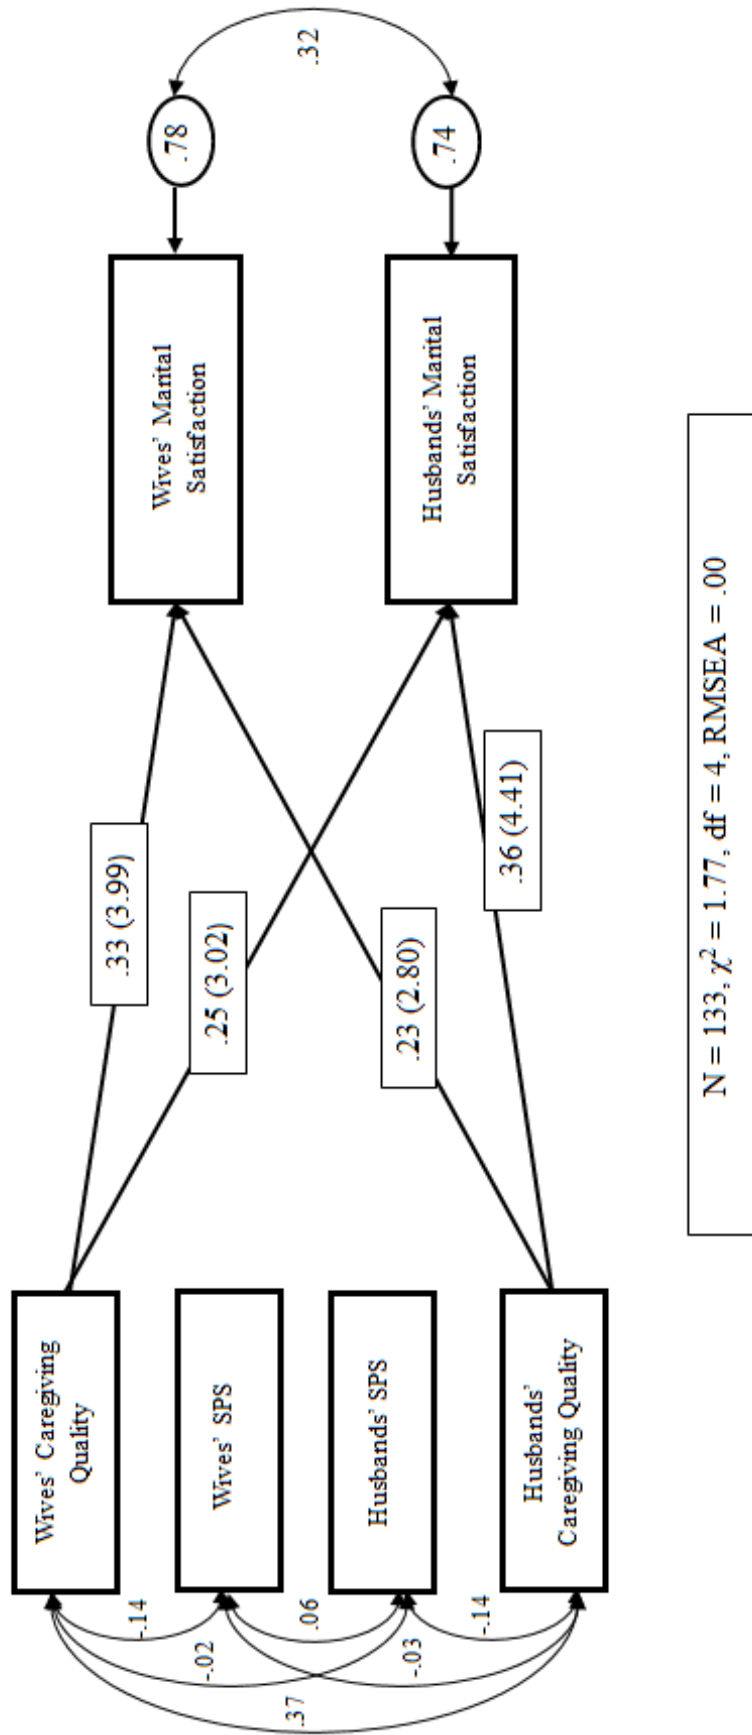 Wives’ Caregiving
Quality
Wives’ SPS
Husbands’ SPS
Husbands’
Caregiving Quality
-.14
-.02
.06
-.03
-.14
.37
.33 (3.99)
.25 (3.02)
.23 (2.80)
.36 (4.41)
Wives’ Marital
Satisfaction
Husbands’ Marital
Satisfaction
.78
.74
.32
N = 133, χ² = 1.77, df = 4, RMSEA = .00